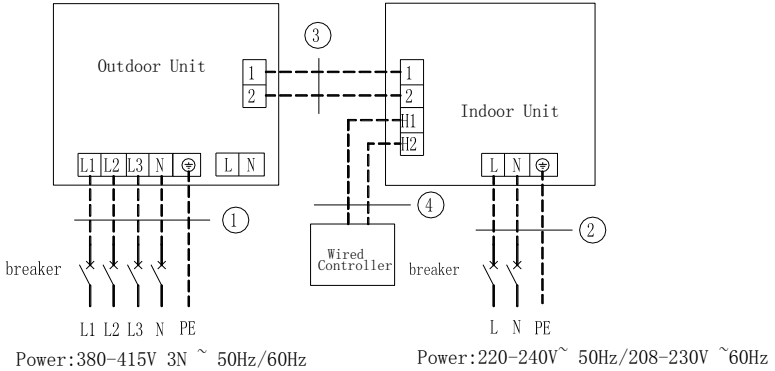 3
Outdoor Unit
1
1
2
2
Indoor Unit
H1
H2
L1 L2 L3 N
L N
L N
4
1
2
Wired
Controller
breaker
breaker
L1 L2 L3 N PE
L N PE
Power:380-415V 3N ~ 50Hz/60Hz
Power:220-240V~ 50Hz/208-230V ~60Hz